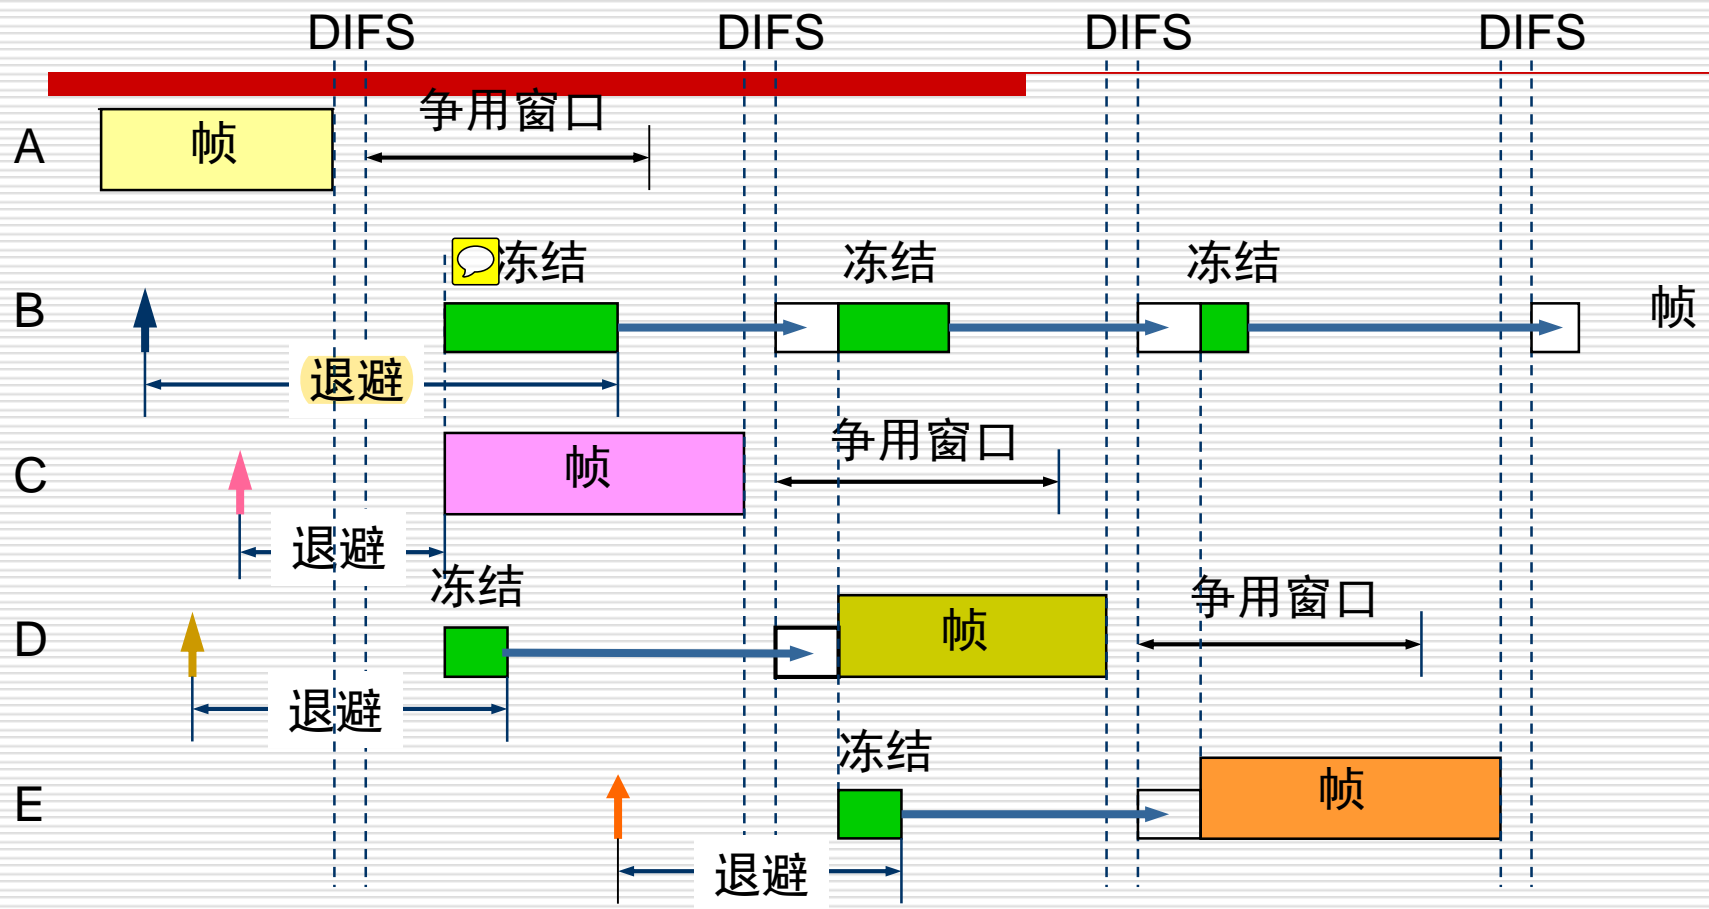 DIFS DIFS DIFS DIFS
争用窗口
A 帧
冻结 冻结 冻结
B 帧
退避
争用窗口
C 帧
退避
冻结 争用窗口
D 帧
退避
冻结
E 帧
退避